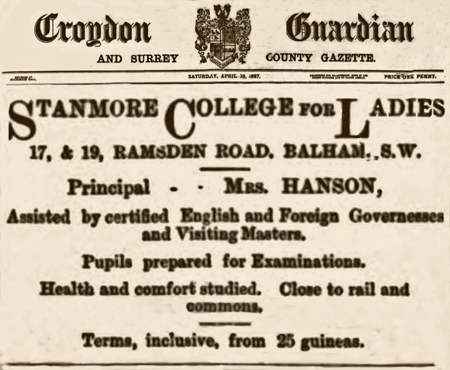 Croydon Guardian
AND SURREY COUNTY GAZETTE.
SATURDAY, APRIL 16, 1887. PRICE ONE PENNY.
STANMORE COLLEGE FOR LADIES
17, & 19, RAMSDEN ROAD. BALHAM., S.W.
Principal - - MRS. HANSON,
Assisted by certified English and Foreign Governesses
and Visiting Masters.
Pupils prepared for Examinations.
Health and comfort studied. Close to rail and
commons.
Terms, inclusive, from 25 guineas.